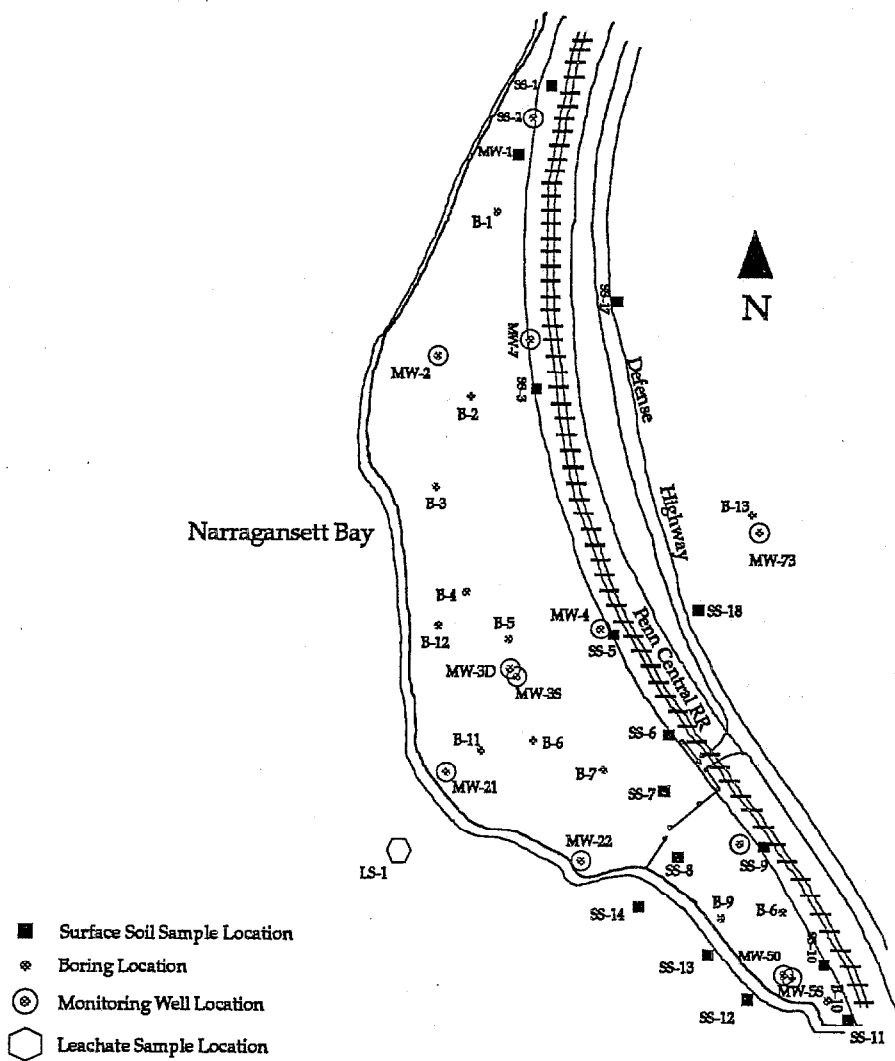 SS-1
SS-2
MW-1
B-1
N
SS-17
MW-7
MW-2
SS-3
B-2
Defense
Highway
B-3
B-13
Narragansett Bay
MW-73
B-4
MW-4
SS-18
B-12
B-5
SS-5
Penn Central RR
MW-3D
MW-3S
SS-6
B-11
B-6
B-7
MW-21
SS-7
MW-22
SS-9
LS-1
SS-8
SS-14
B-9
B-6
Surface Soil Sample Location
SS-13
MW-50
SS-10
Boring Location
MW-5S
B-10
Monitoring Well Location
SS-12
SS-11
Leachate Sample Location